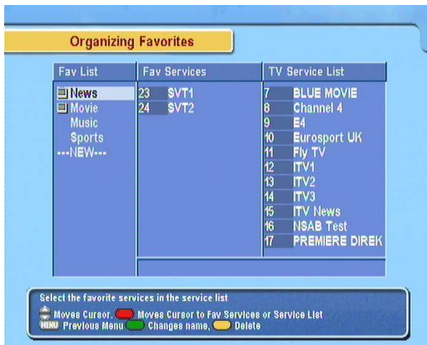 Organizing Favorites
Fav List
Fav Services
TV Service List
News
Movie
Music
Sports
---NEW---
23 SVT1
24 SVT2
7 BLUE MOVIE
8 Channel 4
9 E4
10 Eurosport UK
11 Fly TV
12 ITV1
13 ITV2
14 ITV3
15 ITV News
16 NSAB Test
17 PREMIERE DIREK
Select the favorite services in the service list
Moves Cursor, Moves Cursor to Fav Services or Service List
MENU Previous Menu Changes name, Delete